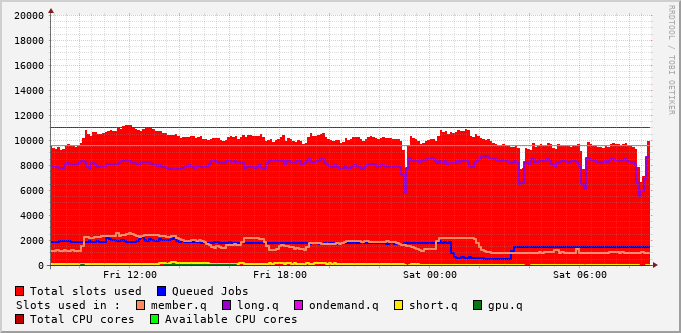 20000
18000
16000
14000
12000
10000
8000
6000
4000
2000
0
Fri 12:00 Fri 18:00 Sat 00:00 Sat 06:00
Total slots used Queued Jobs
Slots used in : member.q long.q ondemand.q short.q gpu.q
Total CPU cores Available CPU cores
RRDTOOL / TOBI OETIKER